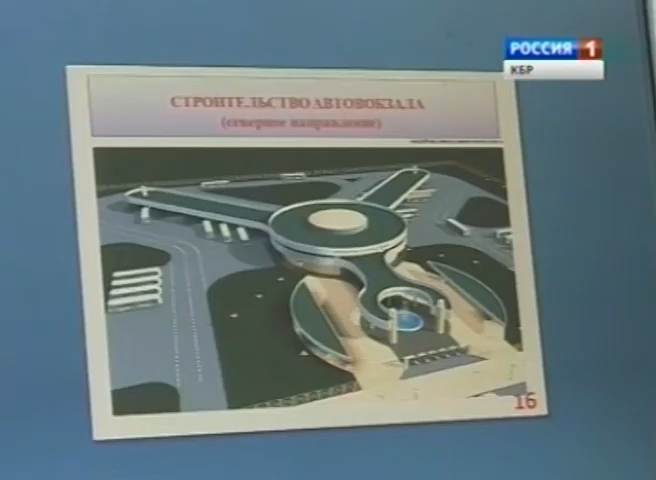 РОССИЯ 1
КБР
СТРОИТЕЛЬСТВО АВТОВОКЗАЛА
(северное направление)
16